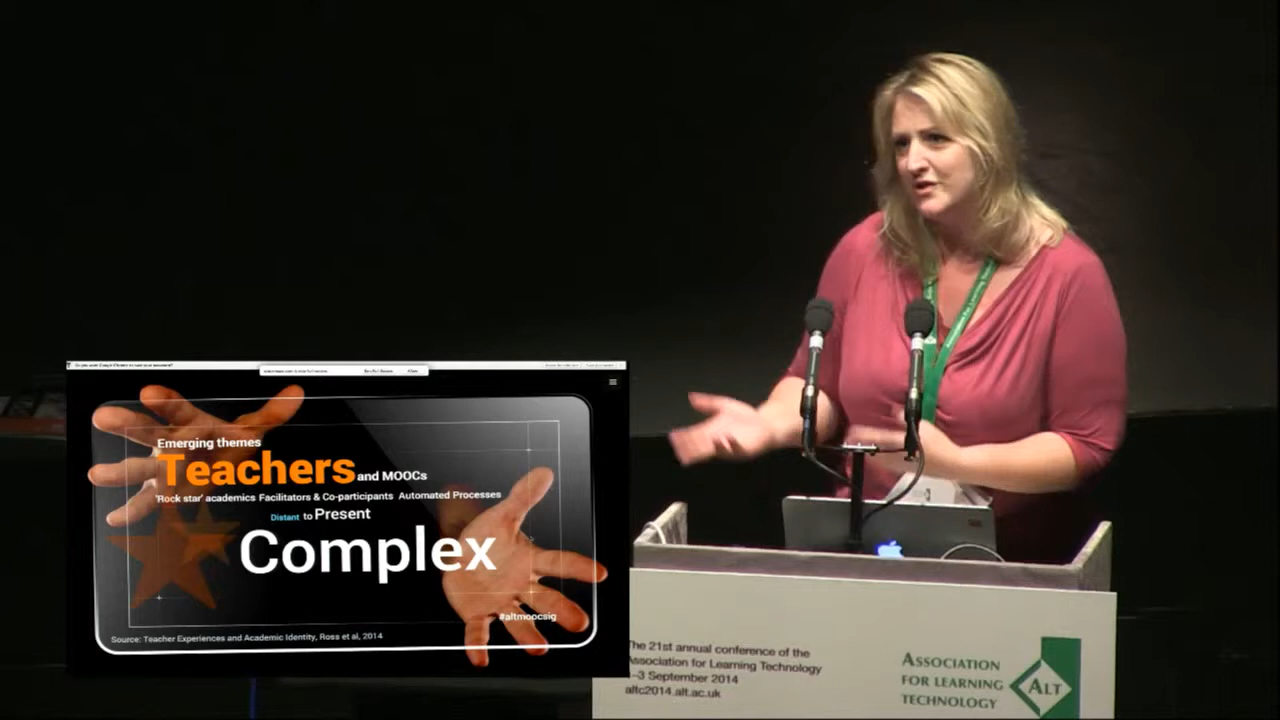 Emerging themes
Teachers and MOOCs
'Rock star' academics Facilitators & Co-participants Automated Processes
Distant to Present
Complex
#altmoocsig
Source: Teacher Experiences and Academic Identity, Ross et al, 2014
The 21st annual conference of the
Association for Learning Technology
-3 September 2014
altc2014.alt.ac.uk
ASSOCIATION
FOR LEARNING
TECHNOLOGY
ALT